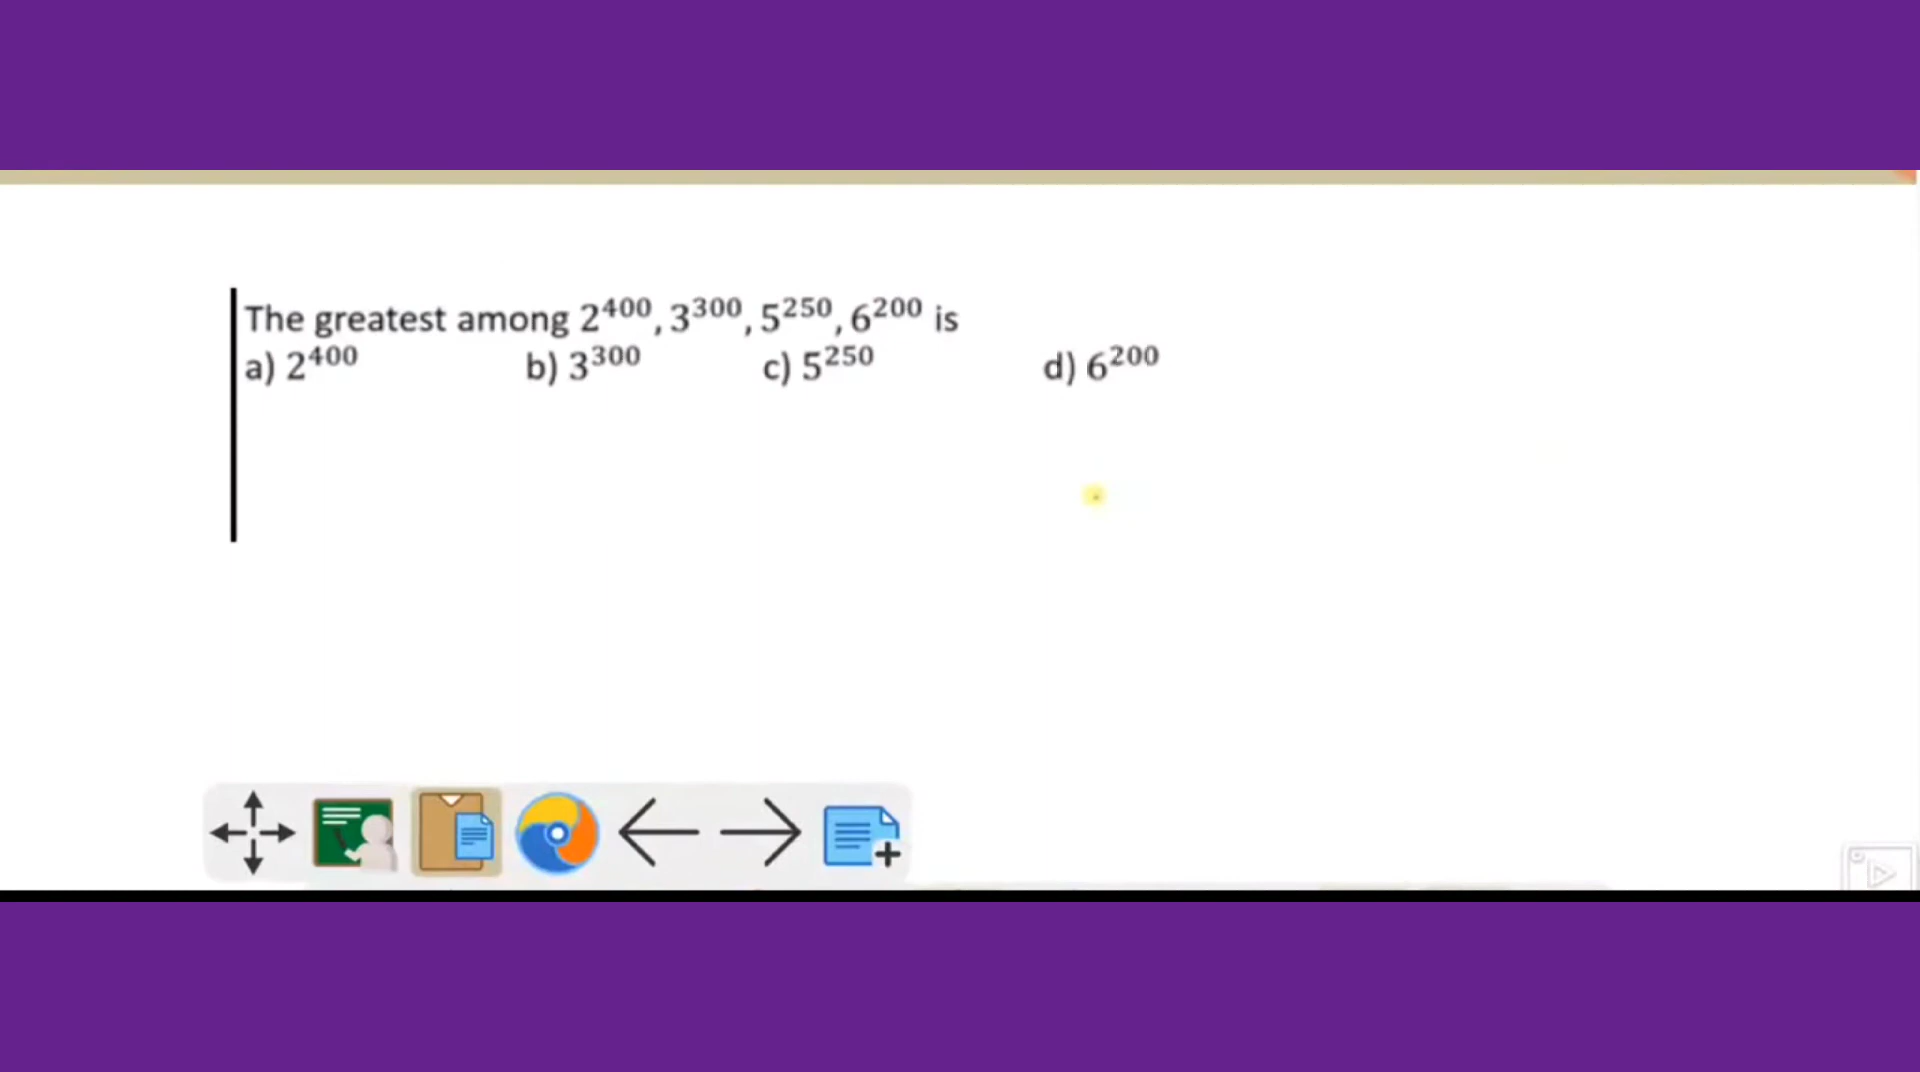 The greatest among 2⁴⁰⁰, 3³⁰⁰, 5²⁵⁰, 6²⁰⁰ is
a) 2⁴⁰⁰ b) 3³⁰⁰ c) 5²⁵⁰ d) 6²⁰⁰